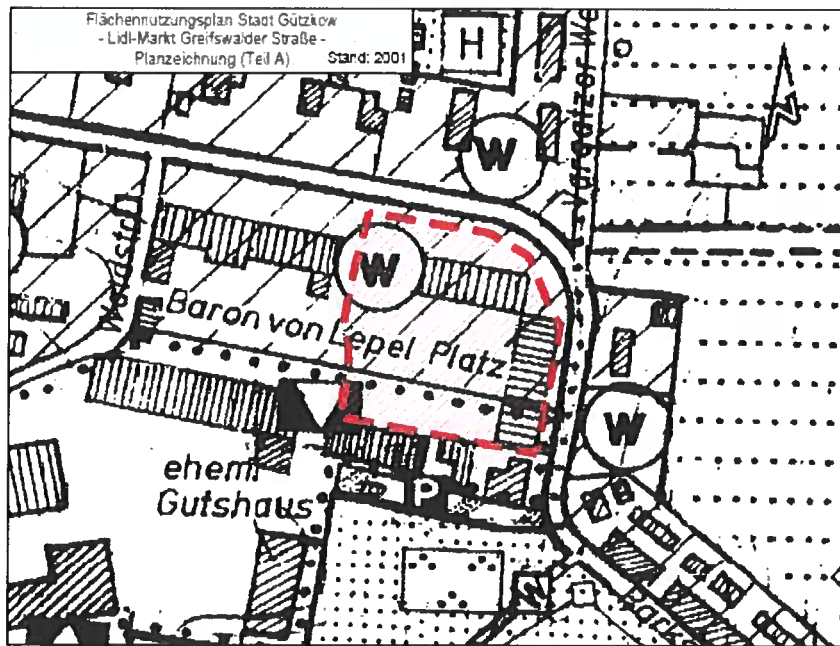 Flächennutzungsplan Stadt Gützkow
- Lidl-Markt Greifswalder Straße -
Planzeichnung (Teil A)
Stand: 2001
H
W
W
Baron von Lepel Platz
W
ehem
Gutshaus
P
W